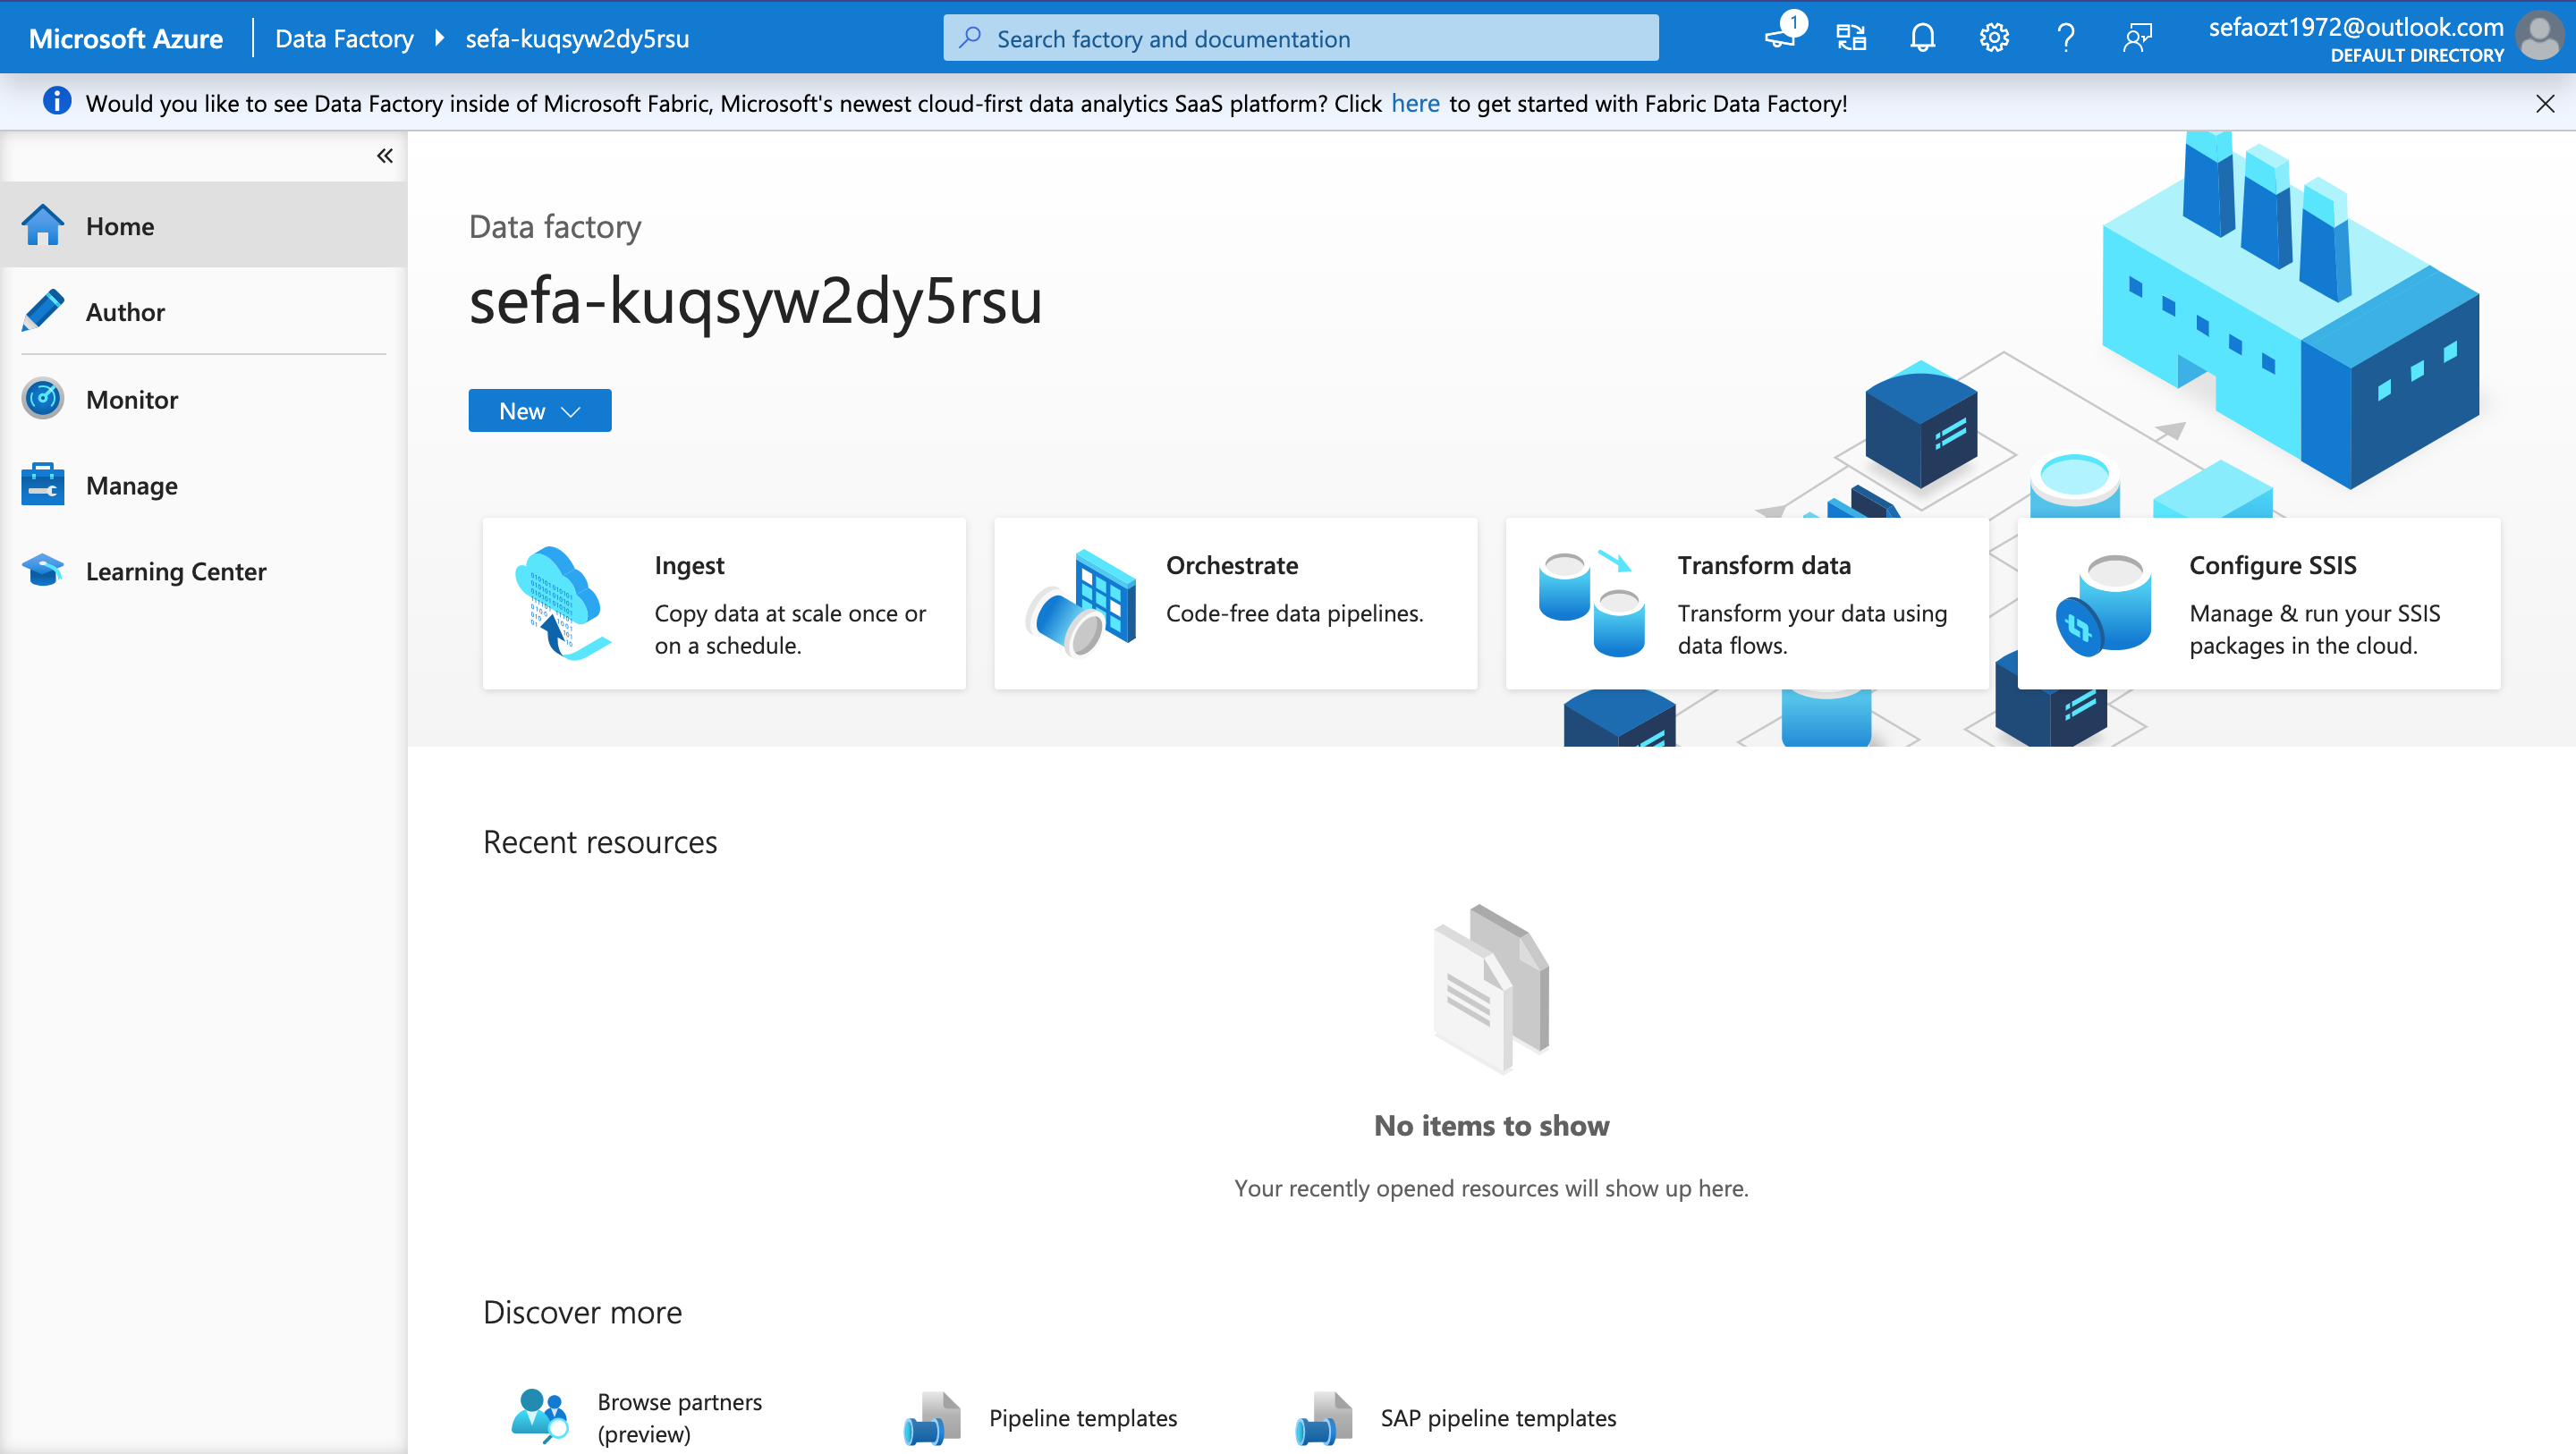 Microsoft Azure
Data Factory
sefa-kuqsyw2dy5rsu
Search factory and documentation
1
sefaozt1972@outlook.com
DEFAULT DIRECTORY
Would you like to see Data Factory inside of Microsoft Fabric, Microsoft's newest cloud-first data analytics SaaS platform? Click here to get started with Fabric Data Factory!
Home
Author
Monitor
Manage
Learning Center
Data factory
sefa-kuqsyw2dy5rsu
New
Ingest
Copy data at scale once or
on a schedule.
Orchestrate
Code-free data pipelines.
Transform data
Transform your data using
data flows.
Configure SSIS
Manage & run your SSIS
packages in the cloud.
Recent resources
No items to show
Your recently opened resources will show up here.
Discover more
Browse partners
(preview)
Pipeline templates
SAP pipeline templates